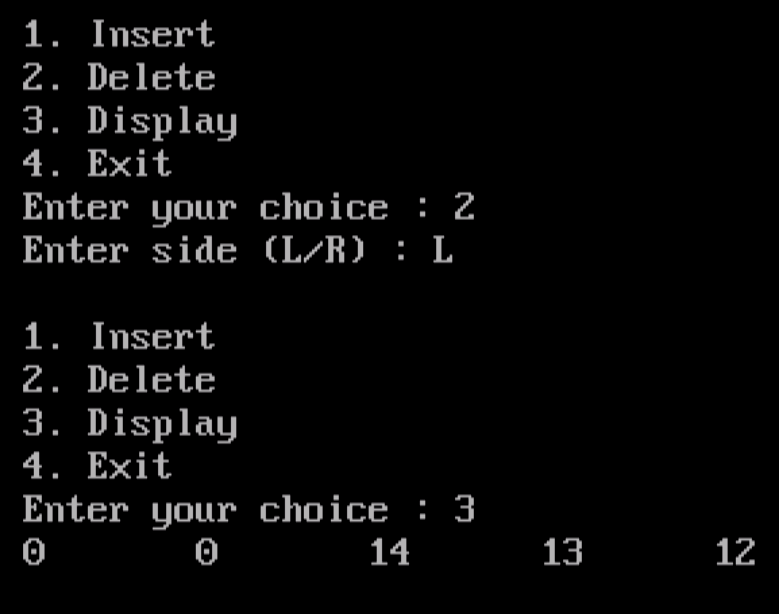 1. Insert
2. Delete
3. Display
4. Exit
Enter your choice : 2
Enter side (L/R) : L
1. Insert
2. Delete
3. Display
4. Exit
Enter your choice : 3
0 0 14 13 12